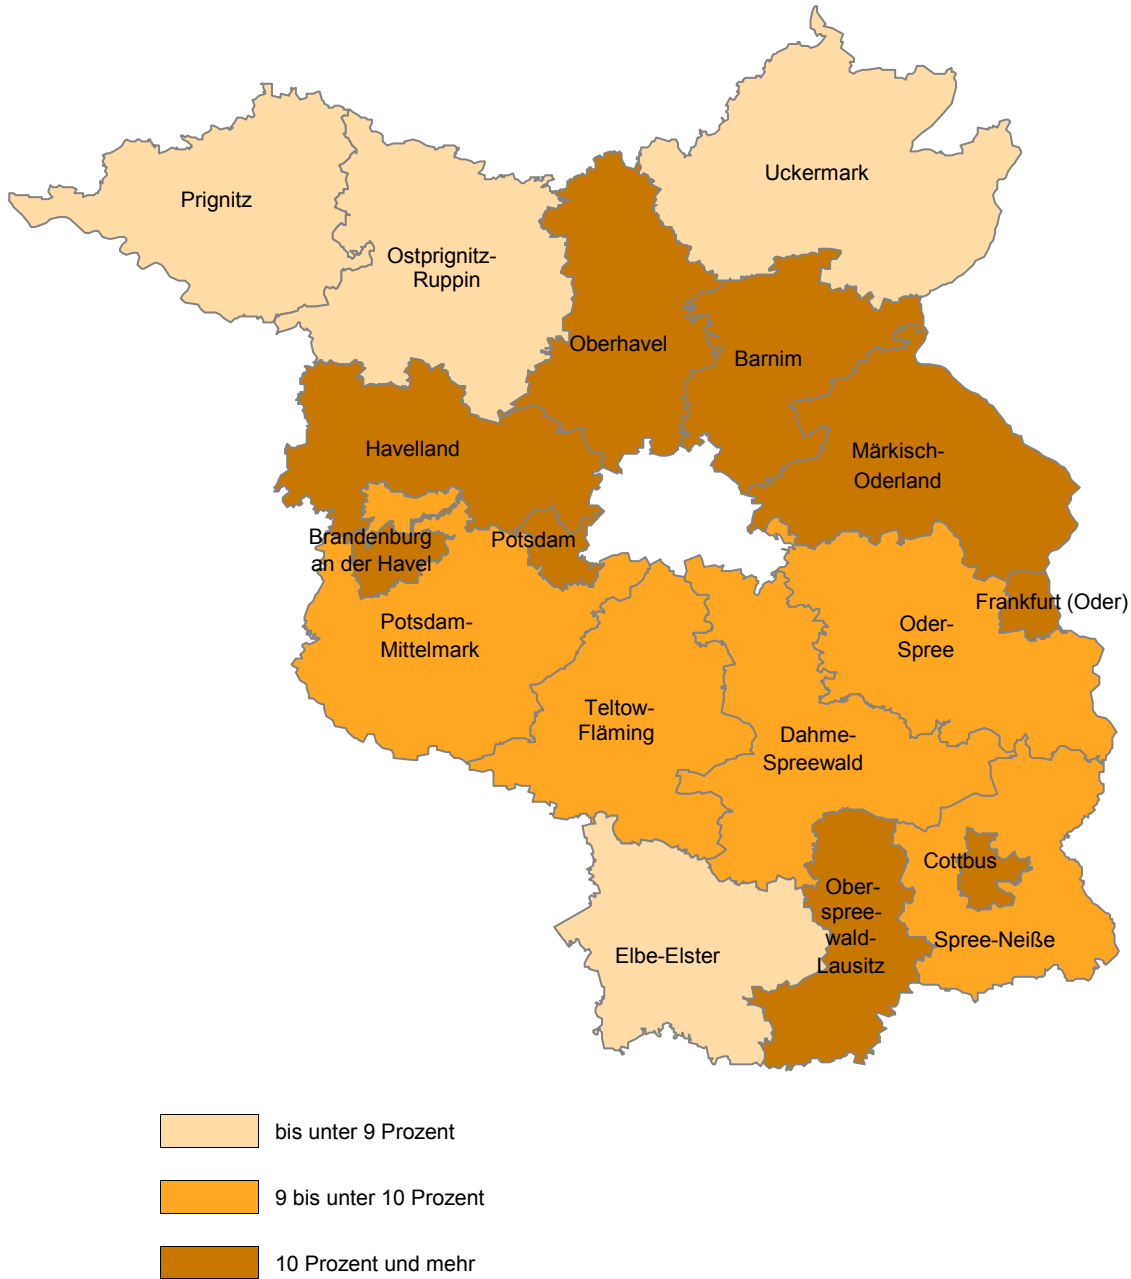 Uckermark
Prignitz
Ostprignitz-
Ruppin
Oberhavel
Barnim
Havelland
Märkisch-
Oderland
Brandenburg
an der Havel
Potsdam
Frankfurt (Oder)
Potsdam-
Mittelmark
Oder-
Spree
Teltow-
Fläming
Dahme-
Spreewald
Cottbus
Ober-
spree-
wald-
Lausitz
Spree-Neiße
Elbe-Elster
bis unter 9 Prozent
9 bis unter 10 Prozent
10 Prozent und mehr